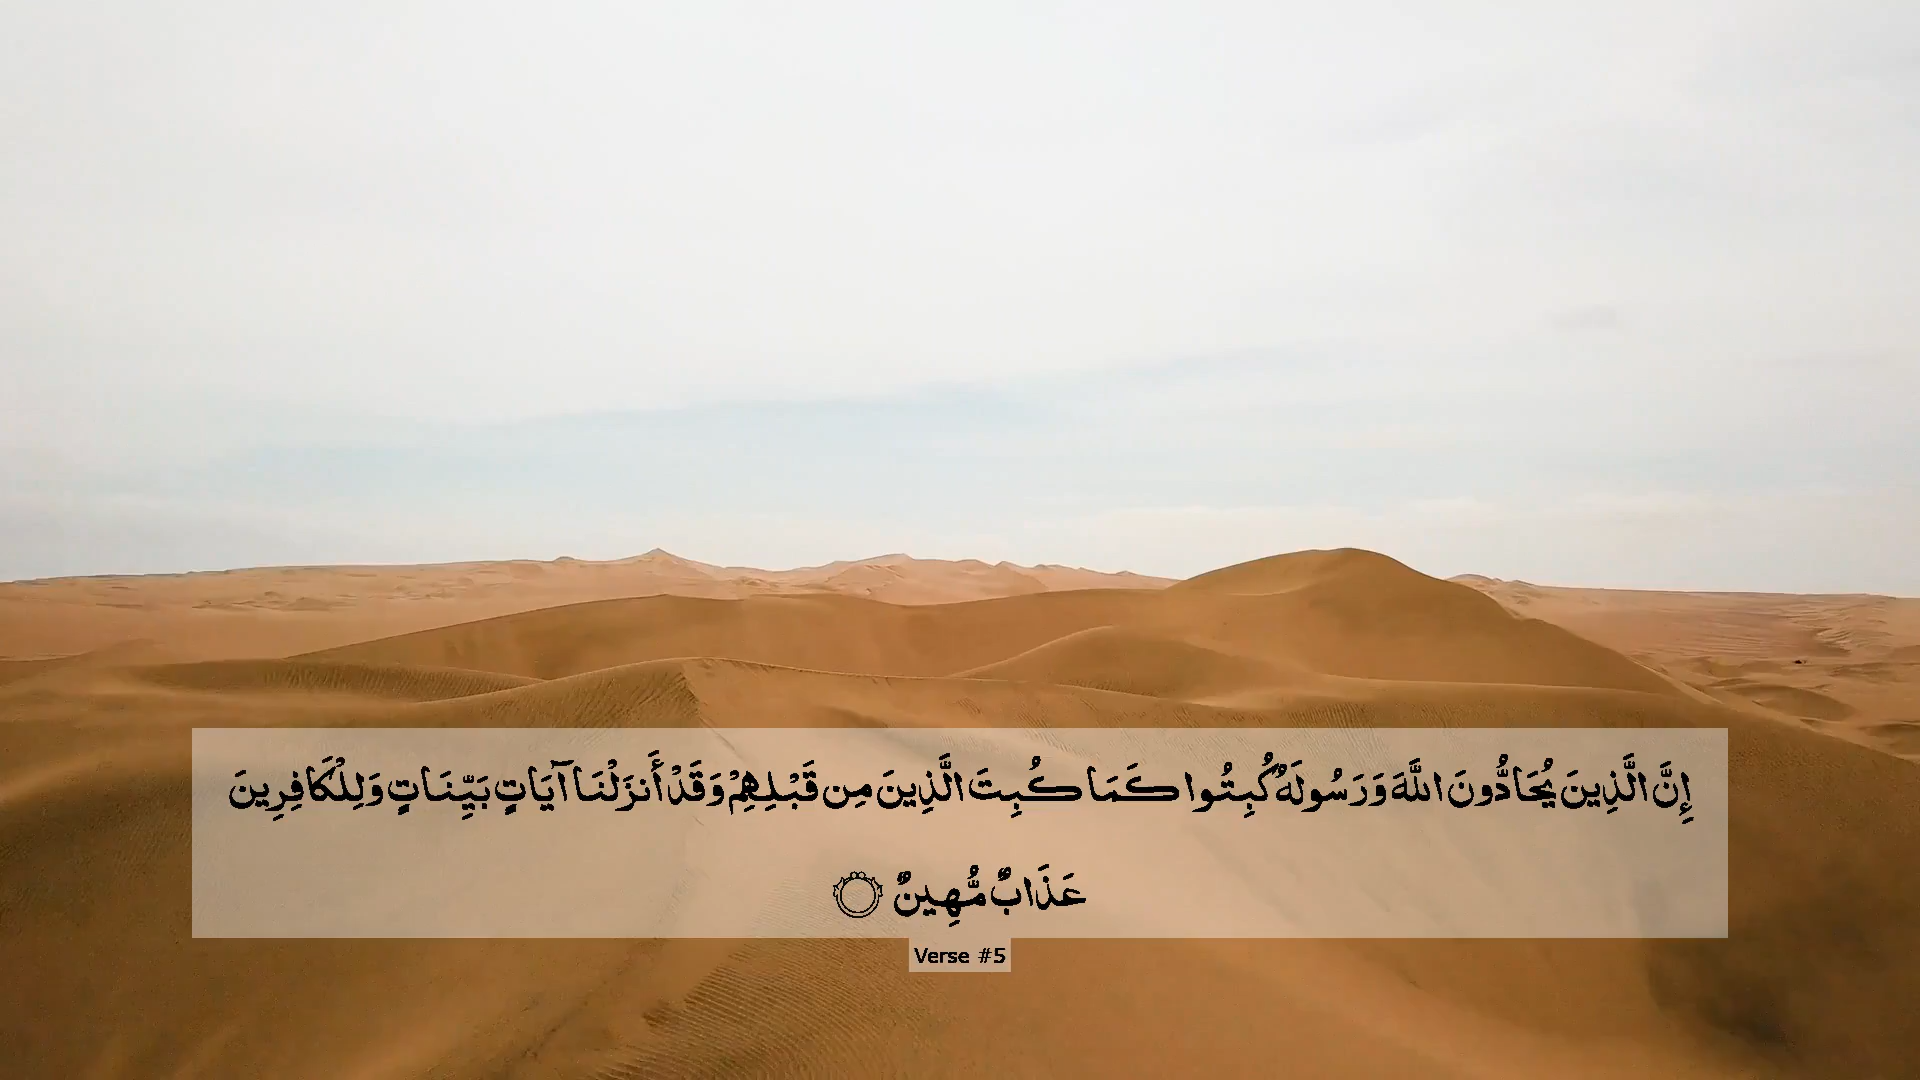 إِنَّ الَّذِينَ يُحَادُّونَ اللَّهَ وَرَسُولَهُ كُبِتُوا كَمَا كُبِتَ الَّذِينَ مِن قَبْلِهِمْ وَقَدْ أَنزَلْنَا آيَاتٍ بَيِّنَاتٍ وَلِلْكَافِرِينَ
عَذَابٌ مُّهِينٌ ۝
Verse #5